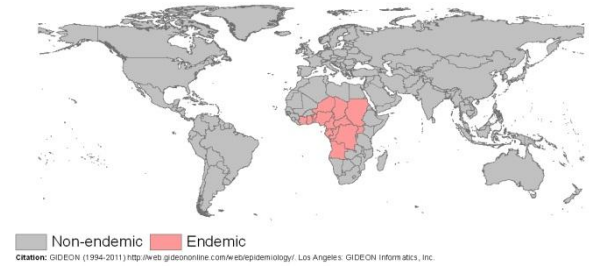 Non-endemic Endemic
Citation: GIDEON (1994-2011) http://web.gideononline.com/web/epidemiology/. Los Angeles: GIDEON Informatics, Inc.